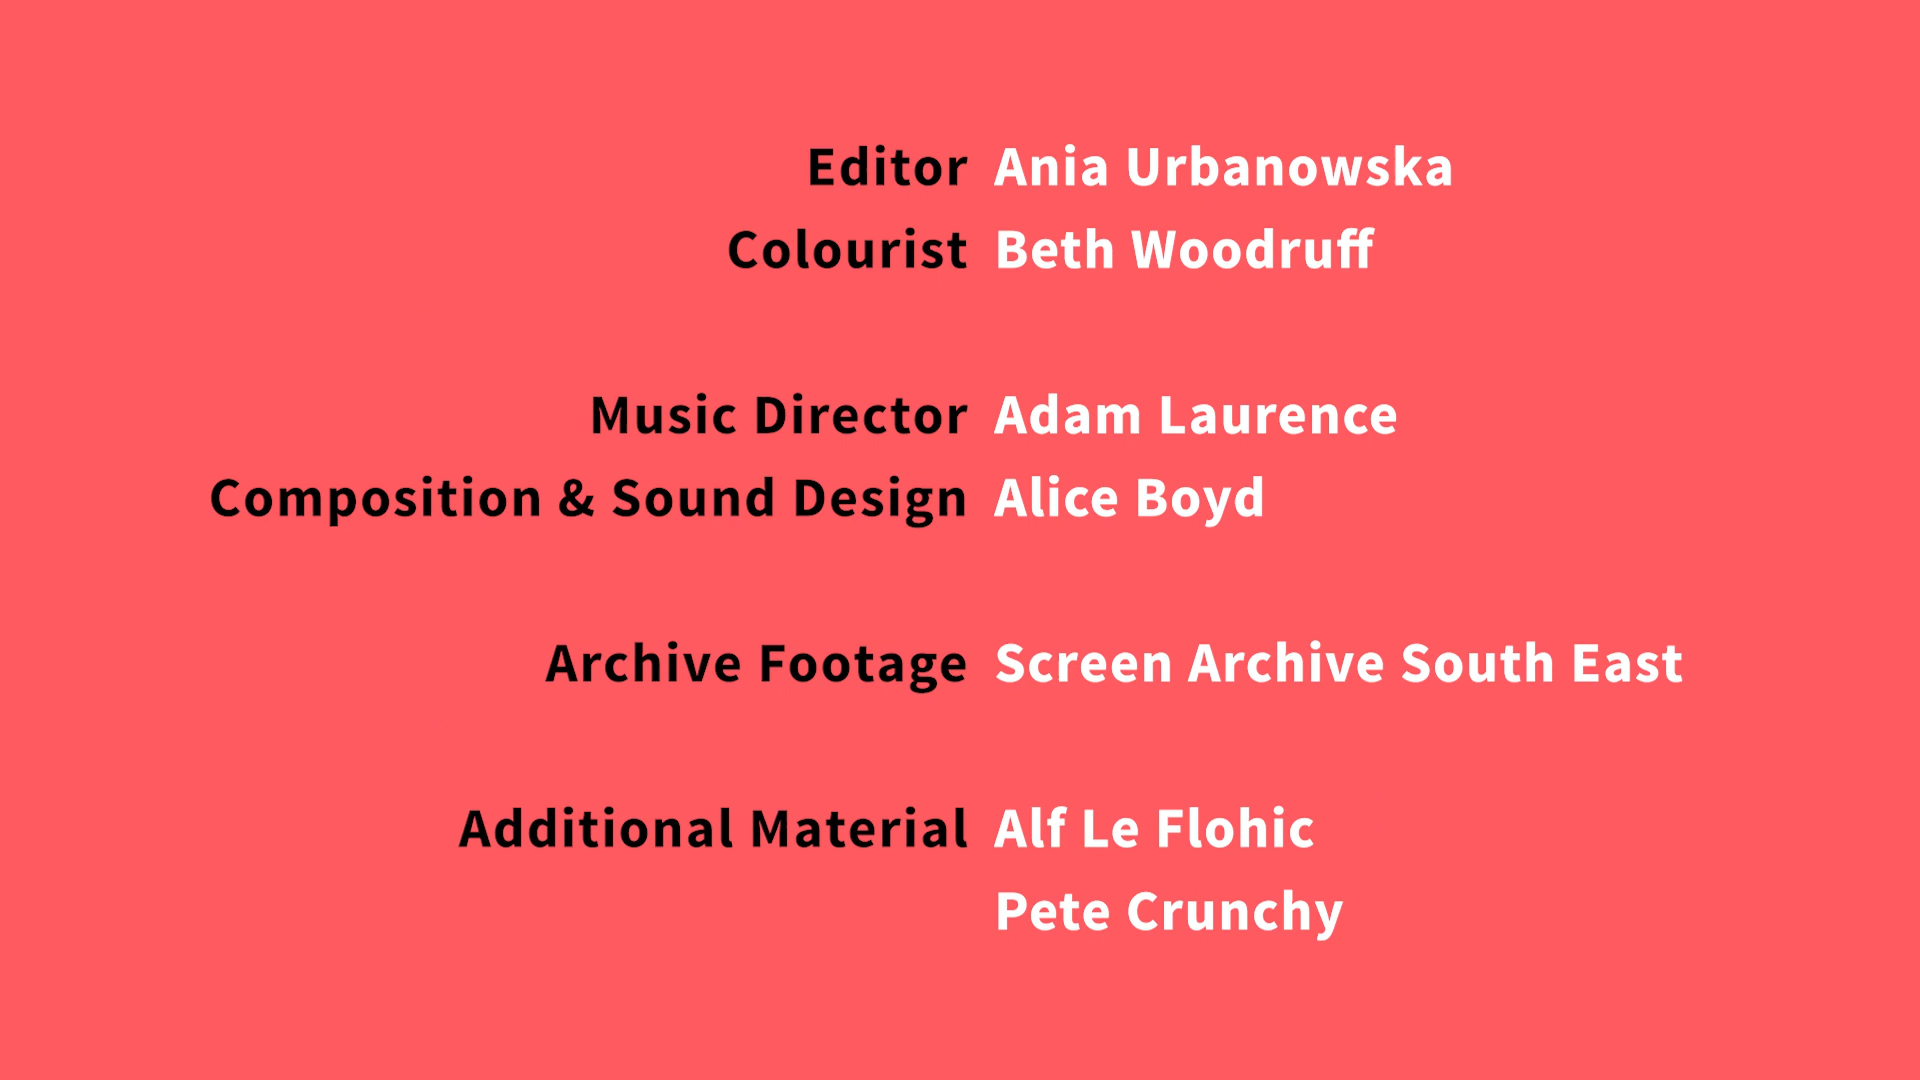 Editor Ania Urbanowska
Colourist Beth Woodruff
Music Director Adam Laurence
Composition & Sound Design Alice Boyd
Archive Footage Screen Archive South East
Additional Material Alf Le Flohic
Pete Crunchy